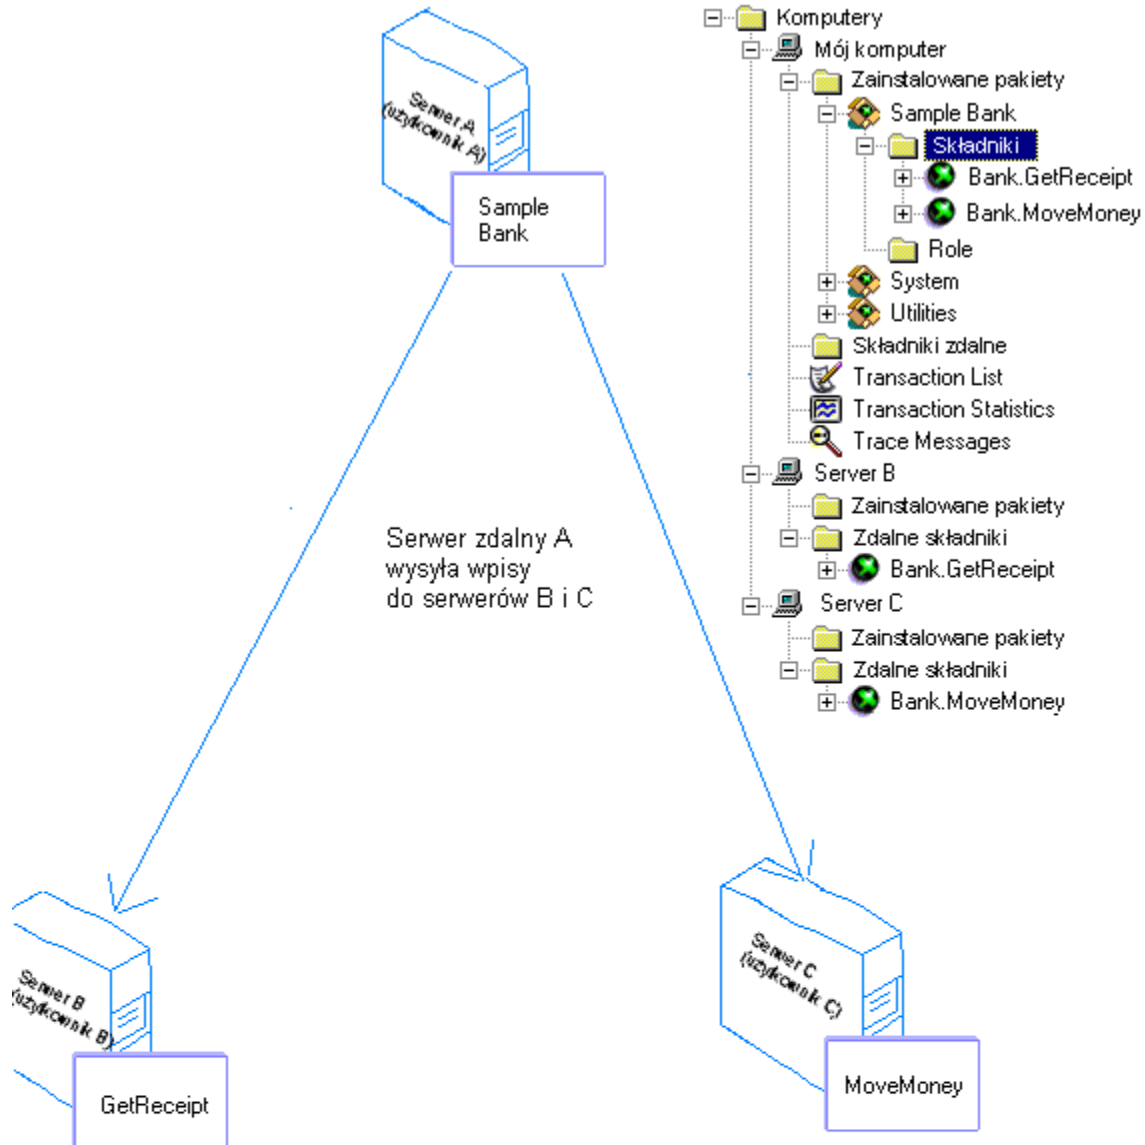 Serwer A
(użytkownik A)
Sample
Bank
Serwer zdalny A
wysyła wpisy
do serwerów B i C
Serwer B
(użytkownik B)
GetReceipt
Serwer C
(użytkownik C)
MoveMoney
Komputery
Mój komputer
Zainstalowane pakiety
Sample Bank
Składniki
Bank.GetReceipt
Bank.MoveMoney
Role
System
Utilities
Składniki zdalne
Transaction List
Transaction Statistics
Trace Messages
Server B
Zainstalowane pakiety
Zdalne składniki
Bank.GetReceipt
Server C
Zainstalowane pakiety
Zdalne składniki
Bank.MoveMoney